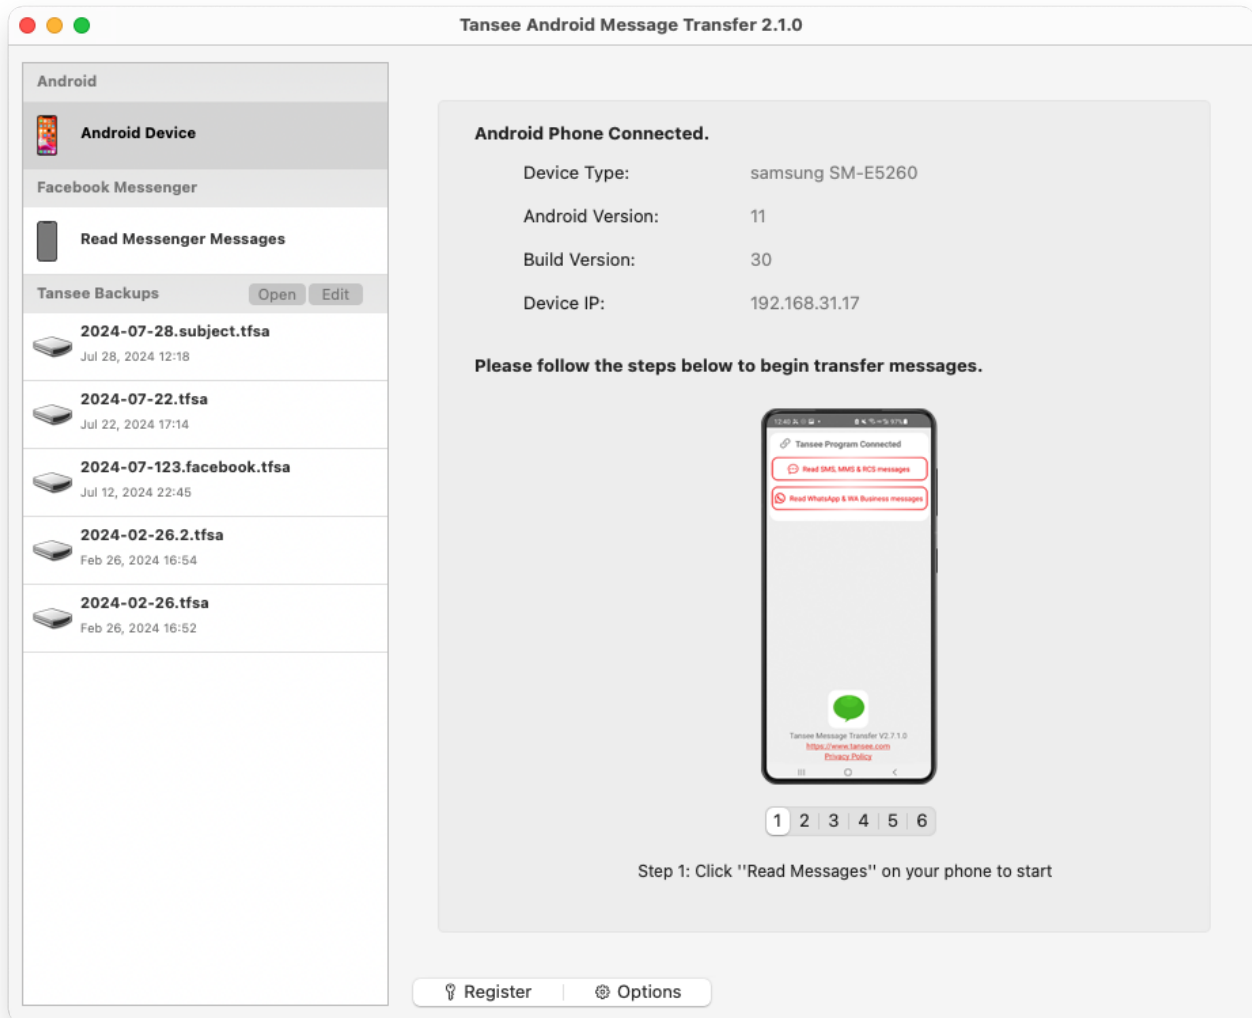 Tansee Android Message Transfer 2.1.0
Android
Android Device
Facebook Messenger
Read Messenger Messages
Tansee Backups
Open
Edit
2024-07-28.subject.tfsa
Jul 28, 2024 12:18
2024-07-22.tfsa
Jul 22, 2024 17:14
2024-07-123.facebook.tfsa
Jul 12, 2024 22:45
2024-02-26.2.tfsa
Feb 26, 2024 16:54
2024-02-26.tfsa
Feb 26, 2024 16:52
Android Phone Connected.
Device Type: samsung SM-E5260
Android Version: 11
Build Version: 30
Device IP: 192.168.31.17
Please follow the steps below to begin transfer messages.
12:40 97%
Tansee Program Connected
Read SMS, MMS & RCS messages
Read WhatsApp & WA Business messages
Tansee Message Transfer V2.7.1.0
https://www.tansee.com
Privacy Policy
1 2 3 4 5 6
Step 1: Click ''Read Messages'' on your phone to start
Register
Options